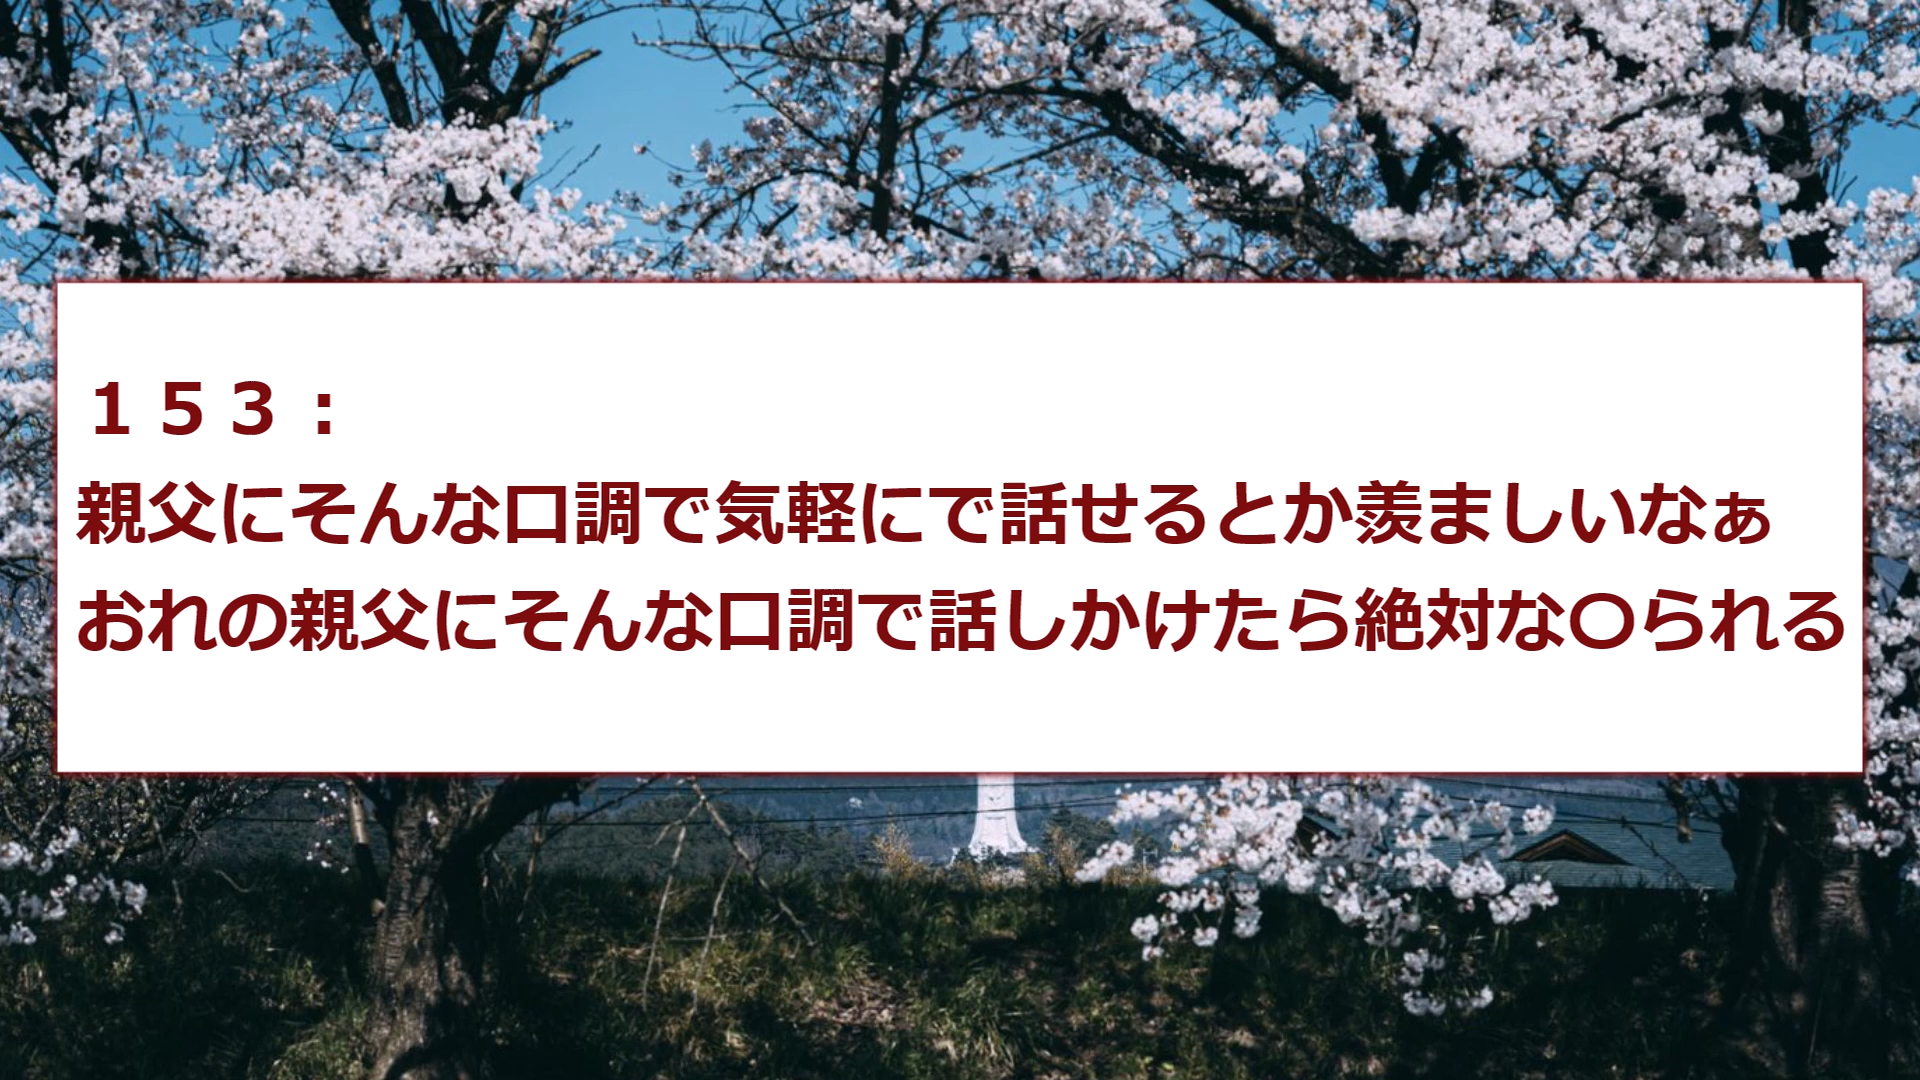 １５３：
親父にそんな口調で気軽にで話せるとか羨ましいなぁ
おれの親父にそんな口調で話しかけたら絶対な〇られる